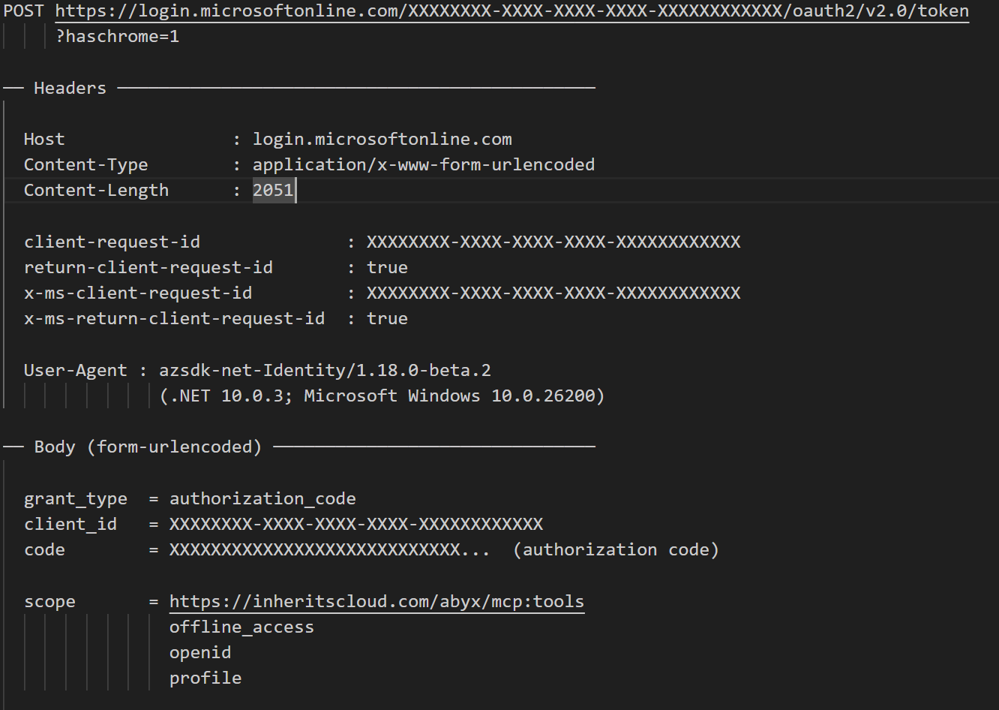 POST https://login.microsoftonline.com/XXXXXXXX-XXXX-XXXX-XXXX-XXXXXXXXXXXX/oauth2/v2.0/token
?haschrome=1
── Headers ──────────────────────────────────────────────
Host : login.microsoftonline.com
Content-Type : application/x-www-form-urlencoded
Content-Length : 2051
client-request-id : XXXXXXXX-XXXX-XXXX-XXXX-XXXXXXXXXXXX
return-client-request-id : true
x-ms-client-request-id : XXXXXXXX-XXXX-XXXX-XXXX-XXXXXXXXXXXX
x-ms-return-client-request-id : true
User-Agent : azsdk-net-Identity/1.18.0-beta.2
(.NET 10.0.3; Microsoft Windows 10.0.26200)
── Body (form-urlencoded) ───────────────────────────────
grant_type = authorization_code
client_id = XXXXXXXX-XXXX-XXXX-XXXX-XXXXXXXXXXXX
code = XXXXXXXXXXXXXXXXXXXXXXXXXXXX... (authorization code)
scope = https://inheritscloud.com/abyx/mcp:tools
offline_access
openid
profile